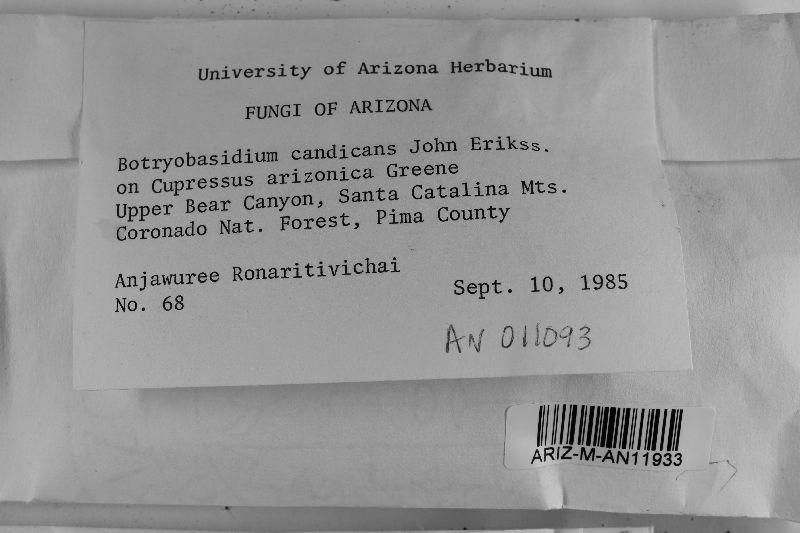 University of Arizona Herbarium
FUNGI OF ARIZONA
Botryobasidium candicans John Erikss.
on Cupressus arizonica Greene
Upper Bear Canyon, Santa Catalina Mts.
Coronado Nat. Forest, Pima County
Anjawuree Ronaritivichai
No. 68
Sept. 10, 1985
AN 011093
ARIZ-M-AN11933